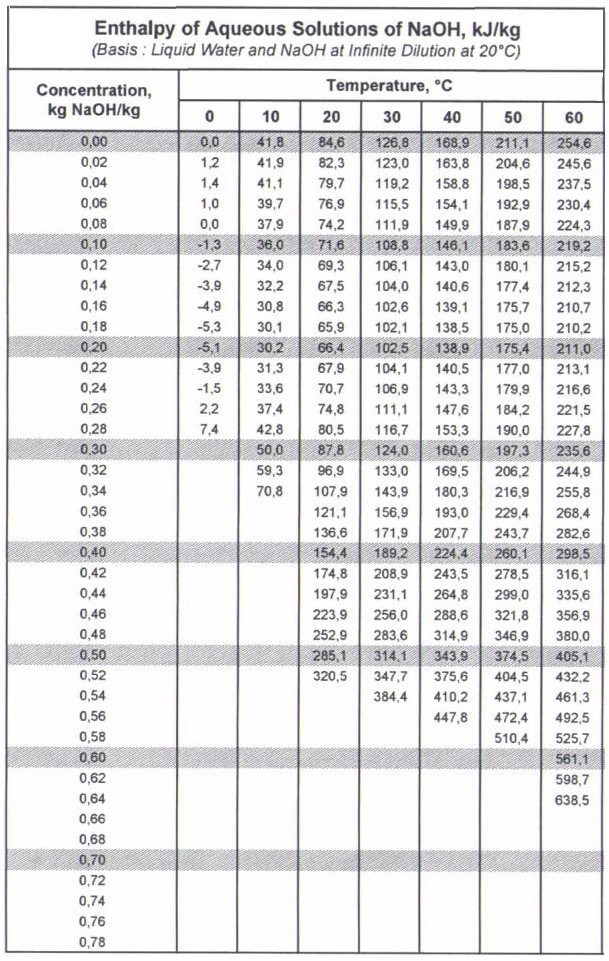 Enthalpy of Aqueous Solutions of NaOH, kJ/kg
(Basis : Liquid Water and NaOH at Infinite Dilution at 20°C)
Concentration, kg NaOH/kg
Temperature, °C
0 10 20 30 40 50 60
0,00 0,0 41,8 84,6 126,8 168,9 211,1 254,6
0,02 1,2 41,9 82,3 123,0 163,8 204,6 245,6
0,04 1,4 41,1 79,7 119,2 158,8 198,5 237,5
0,06 1,0 39,7 76,9 115,5 154,1 192,9 230,4
0,08 0,0 37,9 74,2 111,9 149,9 187,9 224,3
0,10 -1,3 36,0 71,6 108,8 146,1 183,6 219,2
0,12 -2,7 34,0 69,3 106,1 143,0 180,1 215,2
0,14 -3,9 32,2 67,5 104,0 140,6 177,4 212,3
0,16 -4,9 30,8 66,3 102,6 139,1 175,7 210,7
0,18 -5,3 30,1 65,9 102,1 138,5 175,0 210,2
0,20 -5,1 30,2 66,4 102,5 138,9 175,4 211,0
0,22 -3,9 31,3 67,9 104,1 140,5 177,0 213,1
0,24 -1,5 33,6 70,7 106,9 143,3 179,9 216,6
0,26 2,2 37,4 74,8 111,1 147,6 184,2 221,5
0,28 7,4 42,8 80,5 116,7 153,3 190,0 227,8
0,30 50,0 87,8 124,0 160,6 197,3 235,6
0,32 59,3 96,9 133,0 169,5 206,2 244,9
0,34 70,8 107,9 143,9 180,3 216,9 255,8
0,36 121,1 156,9 193,0 229,4 268,4
0,38 136,6 171,9 207,7 243,7 282,6
0,40 154,4 189,2 224,4 260,1 298,5
0,42 174,8 208,9 243,5 278,5 316,1
0,44 197,9 231,1 264,8 299,0 335,6
0,46 223,9 256,0 288,6 321,8 356,9
0,48 252,9 283,6 314,9 346,9 380,0
0,50 285,1 314,1 343,9 374,5 405,1
0,52 320,5 347,7 375,6 404,5 432,2
0,54 384,4 410,2 437,1 461,3
0,56 447,8 472,4 492,5
0,58 510,4 525,7
0,60 561,1
0,62 598,7
0,64 638,5
0,66
0,68
0,70
0,72
0,74
0,76
0,78